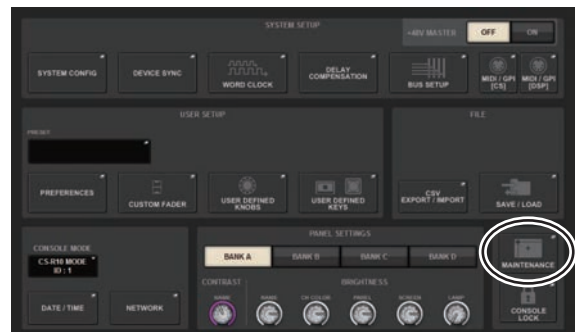 SYSTEM SETUP
+48V MASTER
OFF
ON
SYSTEM CONFIG
DEVICE SYNC
WORD CLOCK
DELAY
COMPENSATION
BUS SETUP
MIDI / GPI
[CS]
MIDI / GPI
[DSP]
USER SETUP
PRESET
PREFERENCES
CUSTOM FADER
USER DEFINED
KNOBS
USER DEFINED
KEYS
FILE
CSV
EXPORT / IMPORT
SAVE / LOAD
CONSOLE MODE
CS-R10 MODE
ID : 1
DATE / TIME
NETWORK
PANEL SETTINGS
BANK A
BANK B
BANK C
BANK D
CONTRAST
BRIGHTNESS
NAME
NAME
CH COLOR
PANEL
SCREEN
LAMP
MAINTENANCE
CONSOLE
LOCK